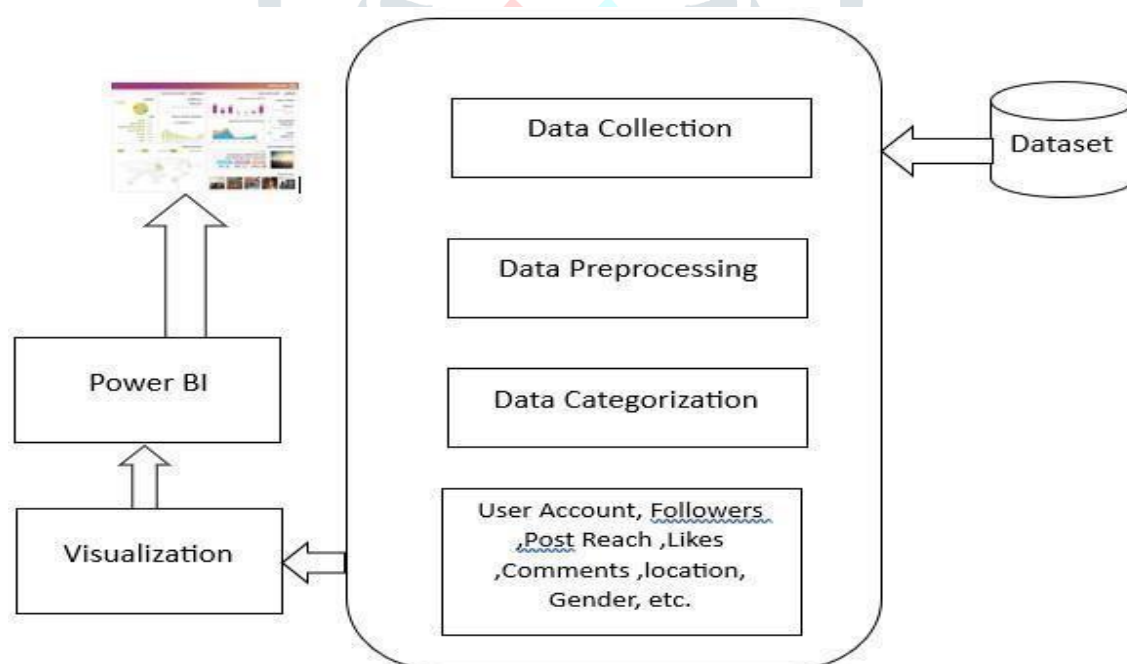 Data Collection
Dataset
Data Preprocessing
Power BI
Data Categorization
User Account, Followers
,Post Reach ,Likes
,Comments ,location,
Gender, etc.
Visualization